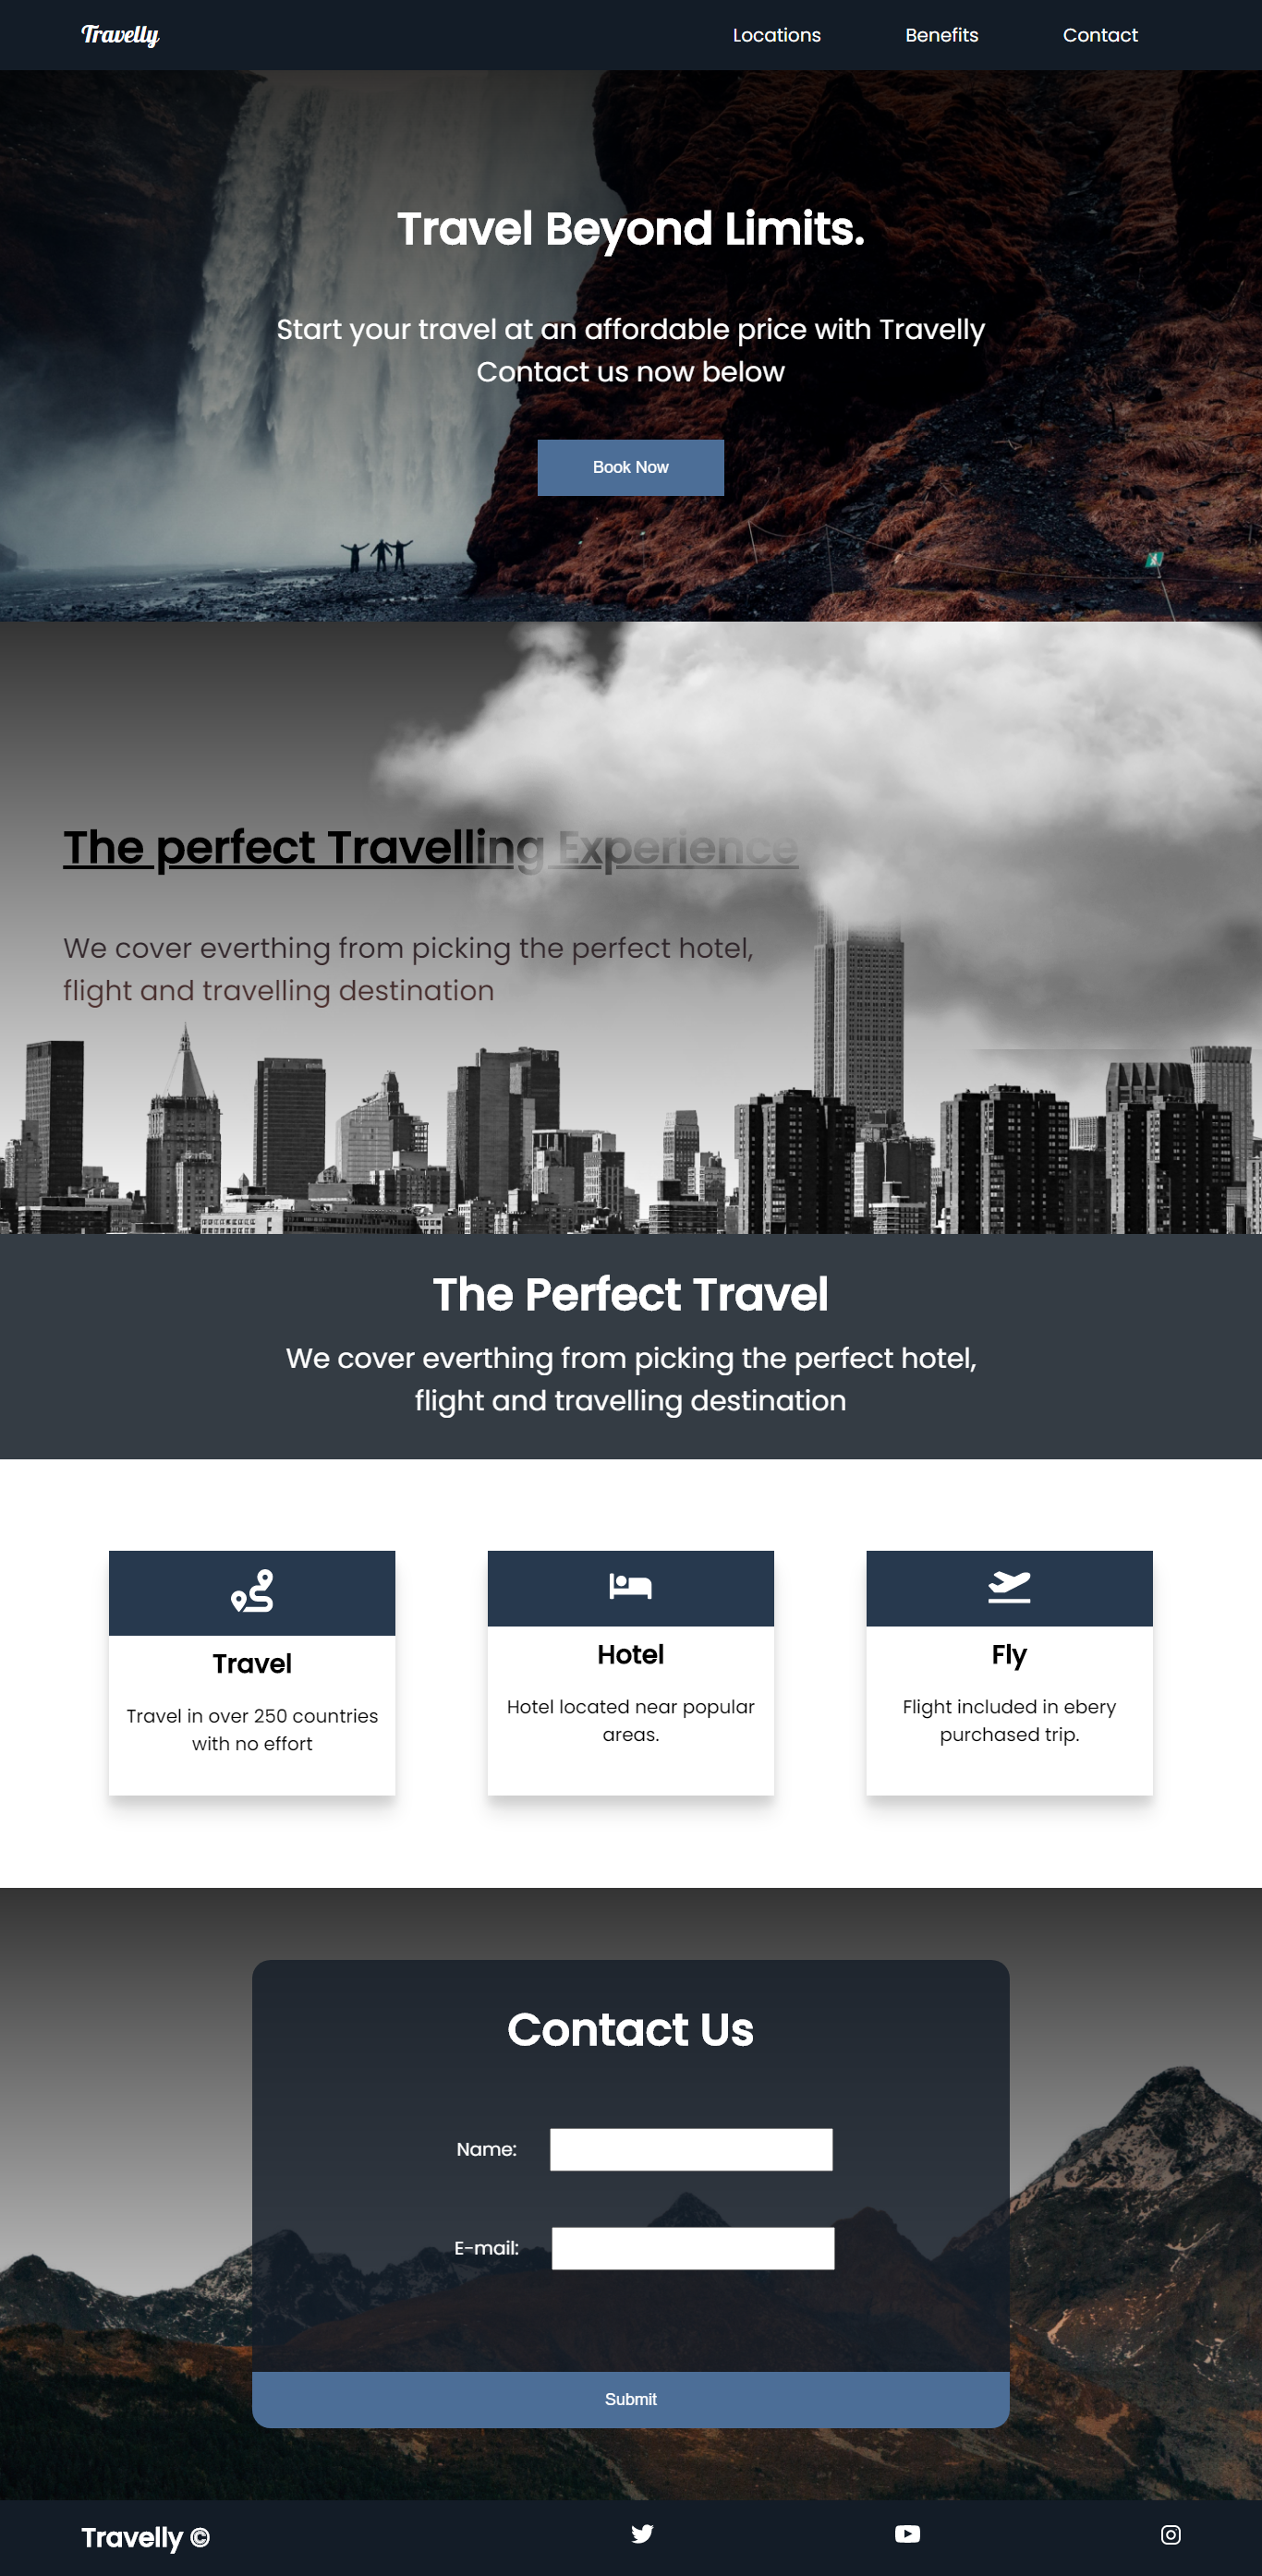 Travelly
Locations
Benefits
Contact
Travel Beyond Limits.
Start your travel at an affordable price with Travelly
Contact us now below
Book Now
The perfect Travelling Experience
We cover everthing from picking the perfect hotel,
flight and travelling destination
The Perfect Travel
We cover everthing from picking the perfect hotel,
flight and travelling destination
Travel
Travel in over 250 countries
with no effort
Hotel
Hotel located near popular
areas.
Fly
Flight included in ebery
purchased trip.
Contact Us
Name:
E-mail:
Submit
Travelly ©